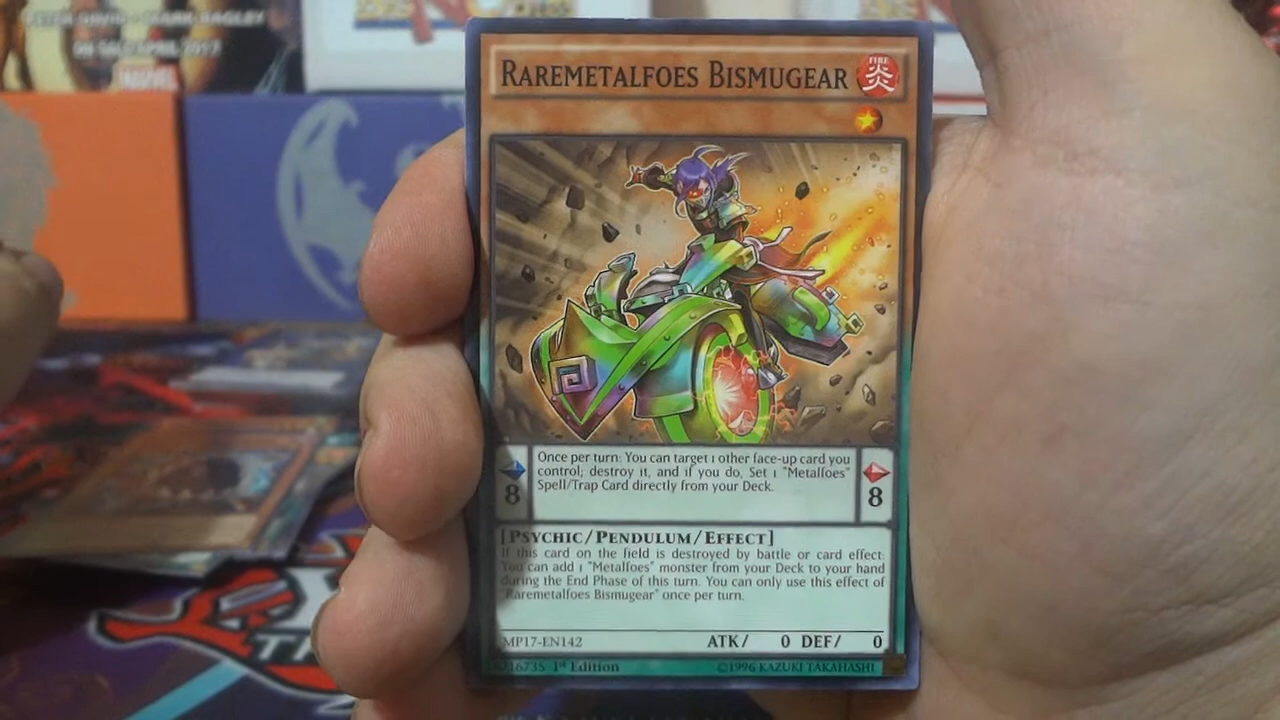 PETER DAVID • MARK BAGLEY
ON SALE APRIL 2017
MARVEL
RAREMETALFOES BISMUGEAR
FIRE
炎
Once per turn: You can target 1 other face-up card you
control; destroy it, and if you do, Set 1 "Metalfoes"
Spell/Trap Card directly from your Deck.
8
8
[PSYCHIC/PENDULUM/EFFECT]
If this card on the field is destroyed by battle or card effect:
You can add 1 "Metalfoes" monster from your Deck to your hand
during the End Phase of this turn. You can only use this effect of
"Raremetalfoes Bismugear" once per turn.
MP17-EN142
ATK/ 0 DEF/ 0
1st Edition
©1996 KAZUKI TAKAHASHI